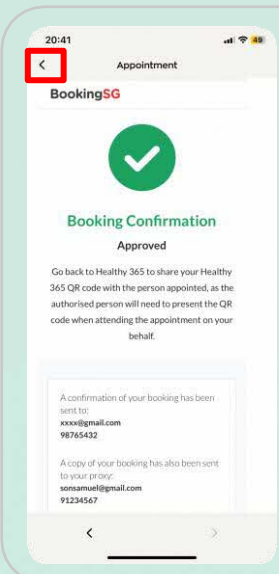 20:41
49
Appointment
BookingSG
Booking Confirmation
Approved
Go back to Healthy 365 to share your Healthy
365 QR code with the person appointed, as the
authorised person will need to present the QR
code when attending the appointment on your
behalf.
A confirmation of your booking has been
sent to:
xxxx@gmail.com
98765432
A copy of your booking has also been sent
to your proxy:
sonsamuel@gmail.com
91234567